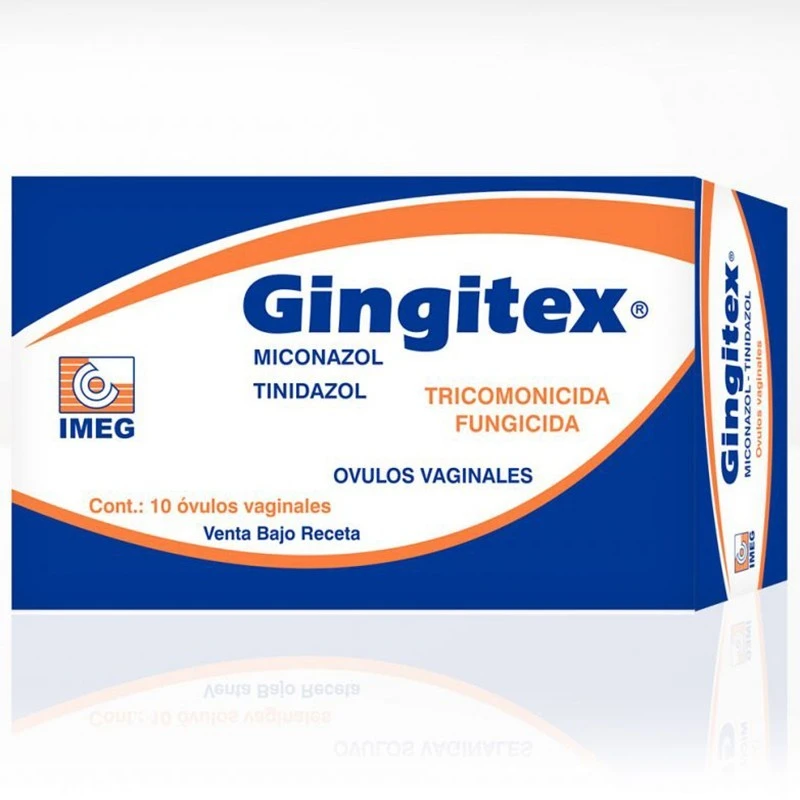 Gingitex®
MICONAZOL
TINIDAZOL
TRICOMONICIDA
FUNGICIDA
IMEG
OVULOS VAGINALES
Cont.: 10 óvulos vaginales
Venta Bajo Receta
Gingitex®
MICONAZOL - TINIDAZOL
Ovulos vaginales
IMEG